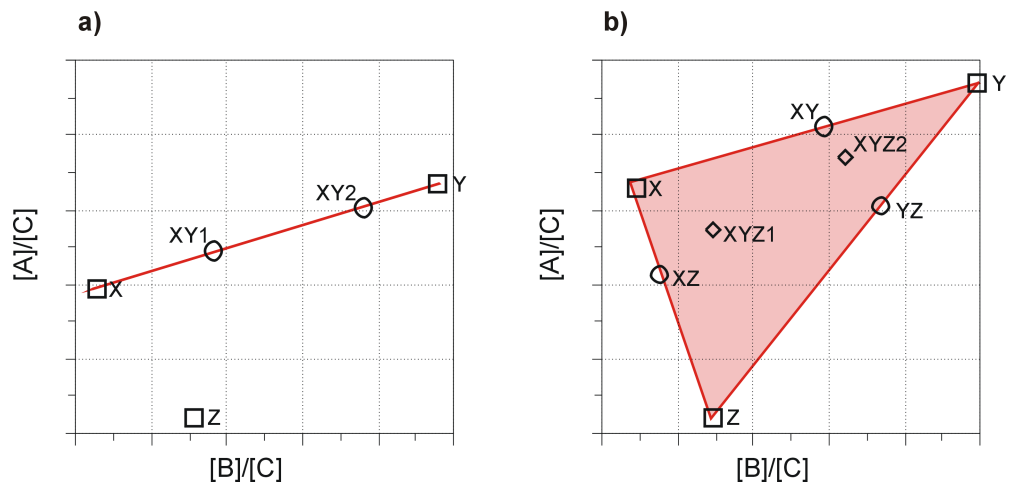 a)
[A]/[C]
X
XY1
XY2
Y
Z
[B]/[C]
b)
[A]/[C]
Y
XY
XYZ2
X
YZ
XYZ1
XZ
Z
[B]/[C]